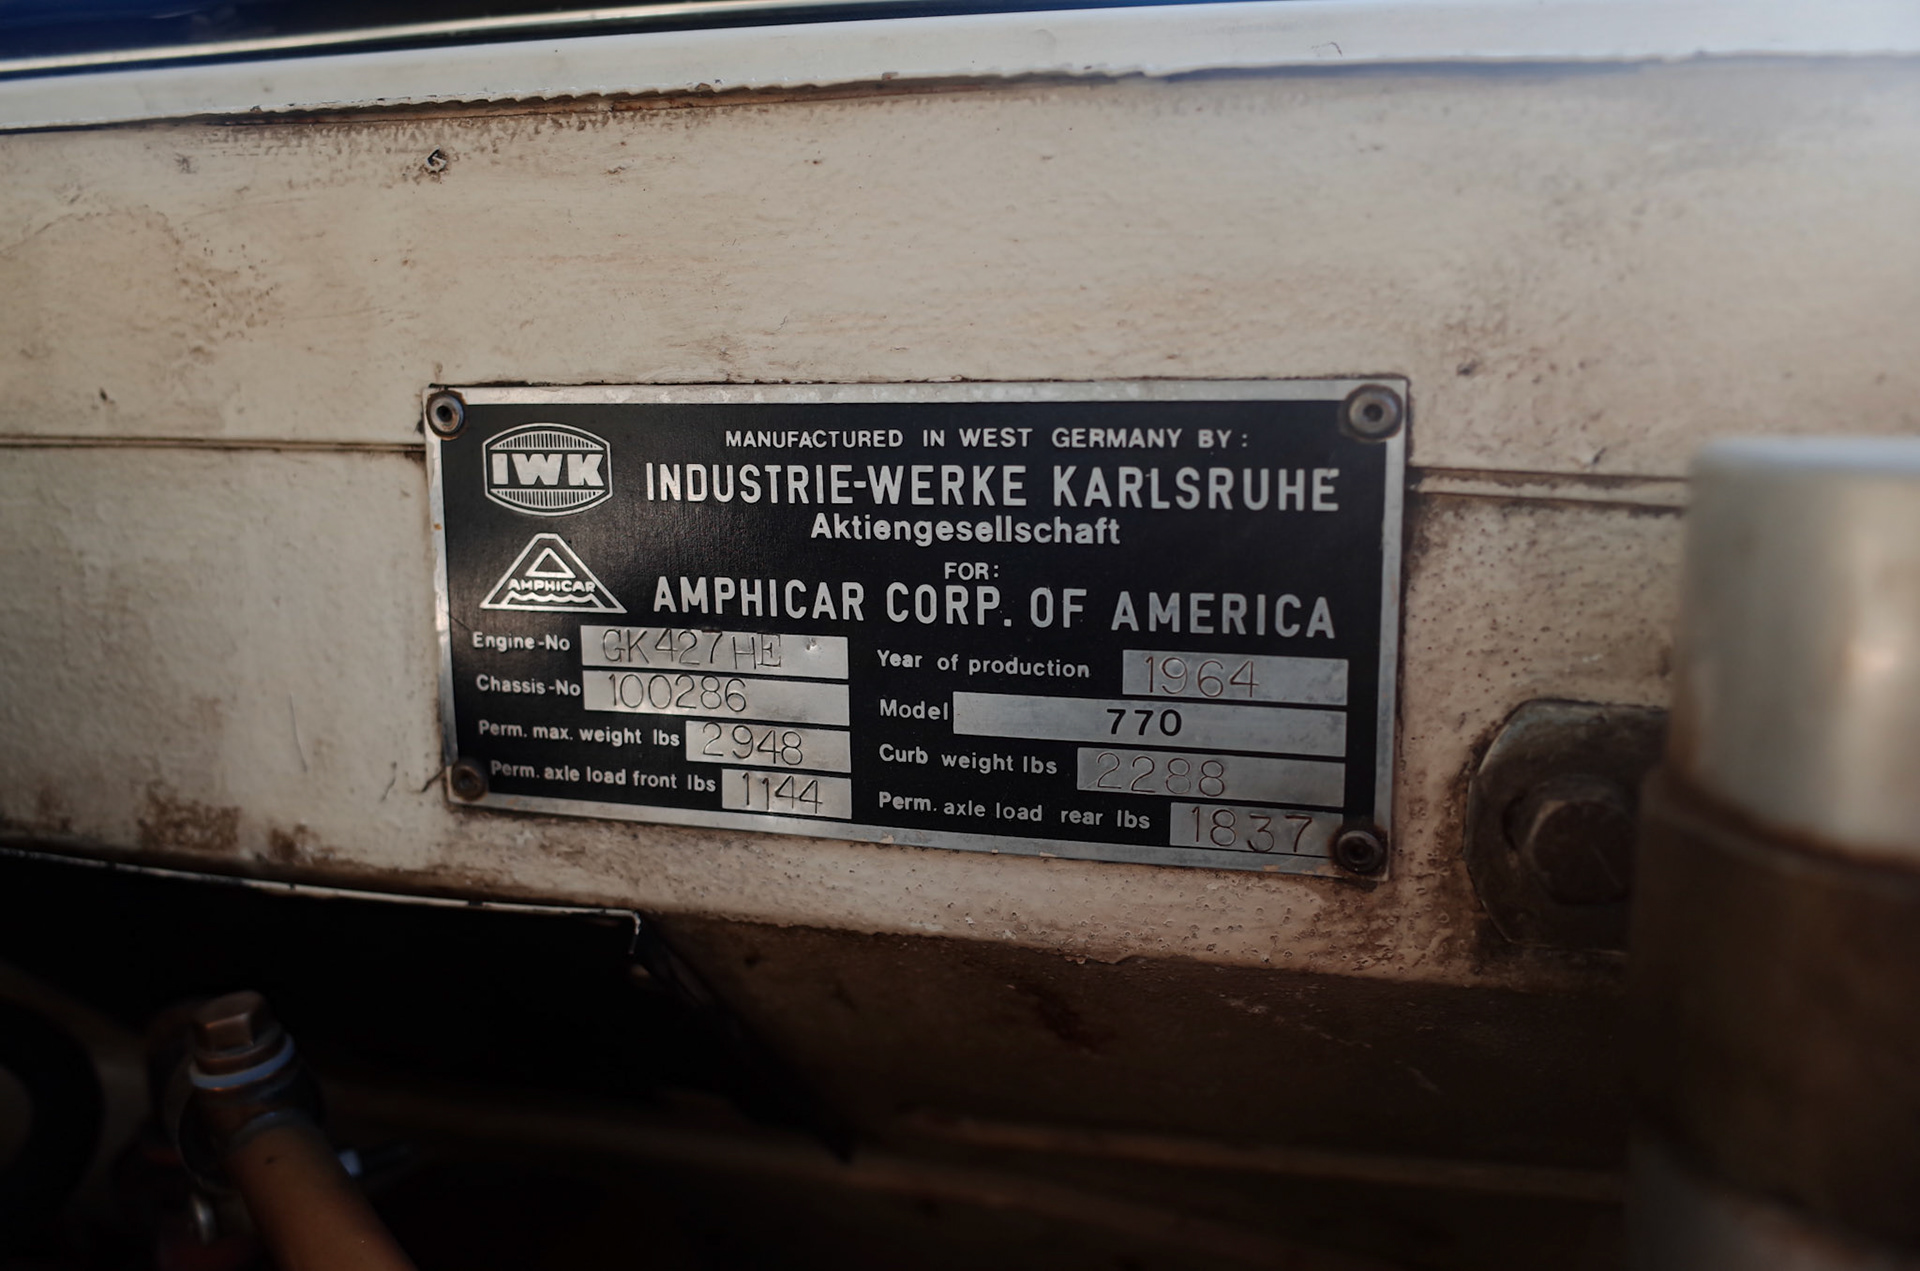 IWK
MANUFACTURED IN WEST GERMANY BY:
INDUSTRIE-WERKE KARLSRUHE
Aktiengesellschaft
AMPHICAR
FOR:
AMPHICAR CORP. OF AMERICA
Engine-No GK427HE
Chassis-No 100286
Perm. max. weight lbs 2948
Perm. axle load front lbs 1144
Year of production 1964
Model 770
Curb weight lbs 2288
Perm. axle load rear lbs 1837